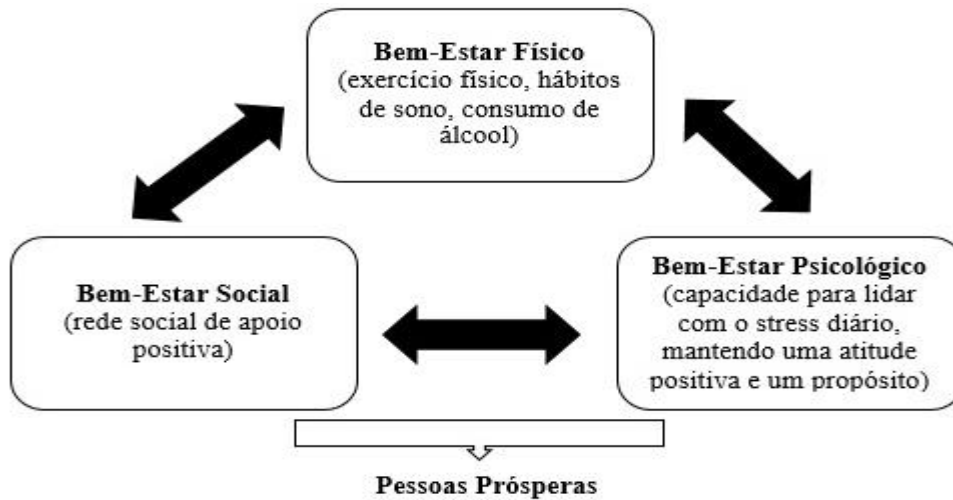 Bem-Estar Físico
(exercício físico, hábitos
de sono, consumo de
álcool)
Bem-Estar Social
(rede social de apoio
positiva)
Bem-Estar Psicológico
(capacidade para lidar
com o stress diário,
mantendo uma atitude
positiva e um propósito)
Pessoas Prósperas